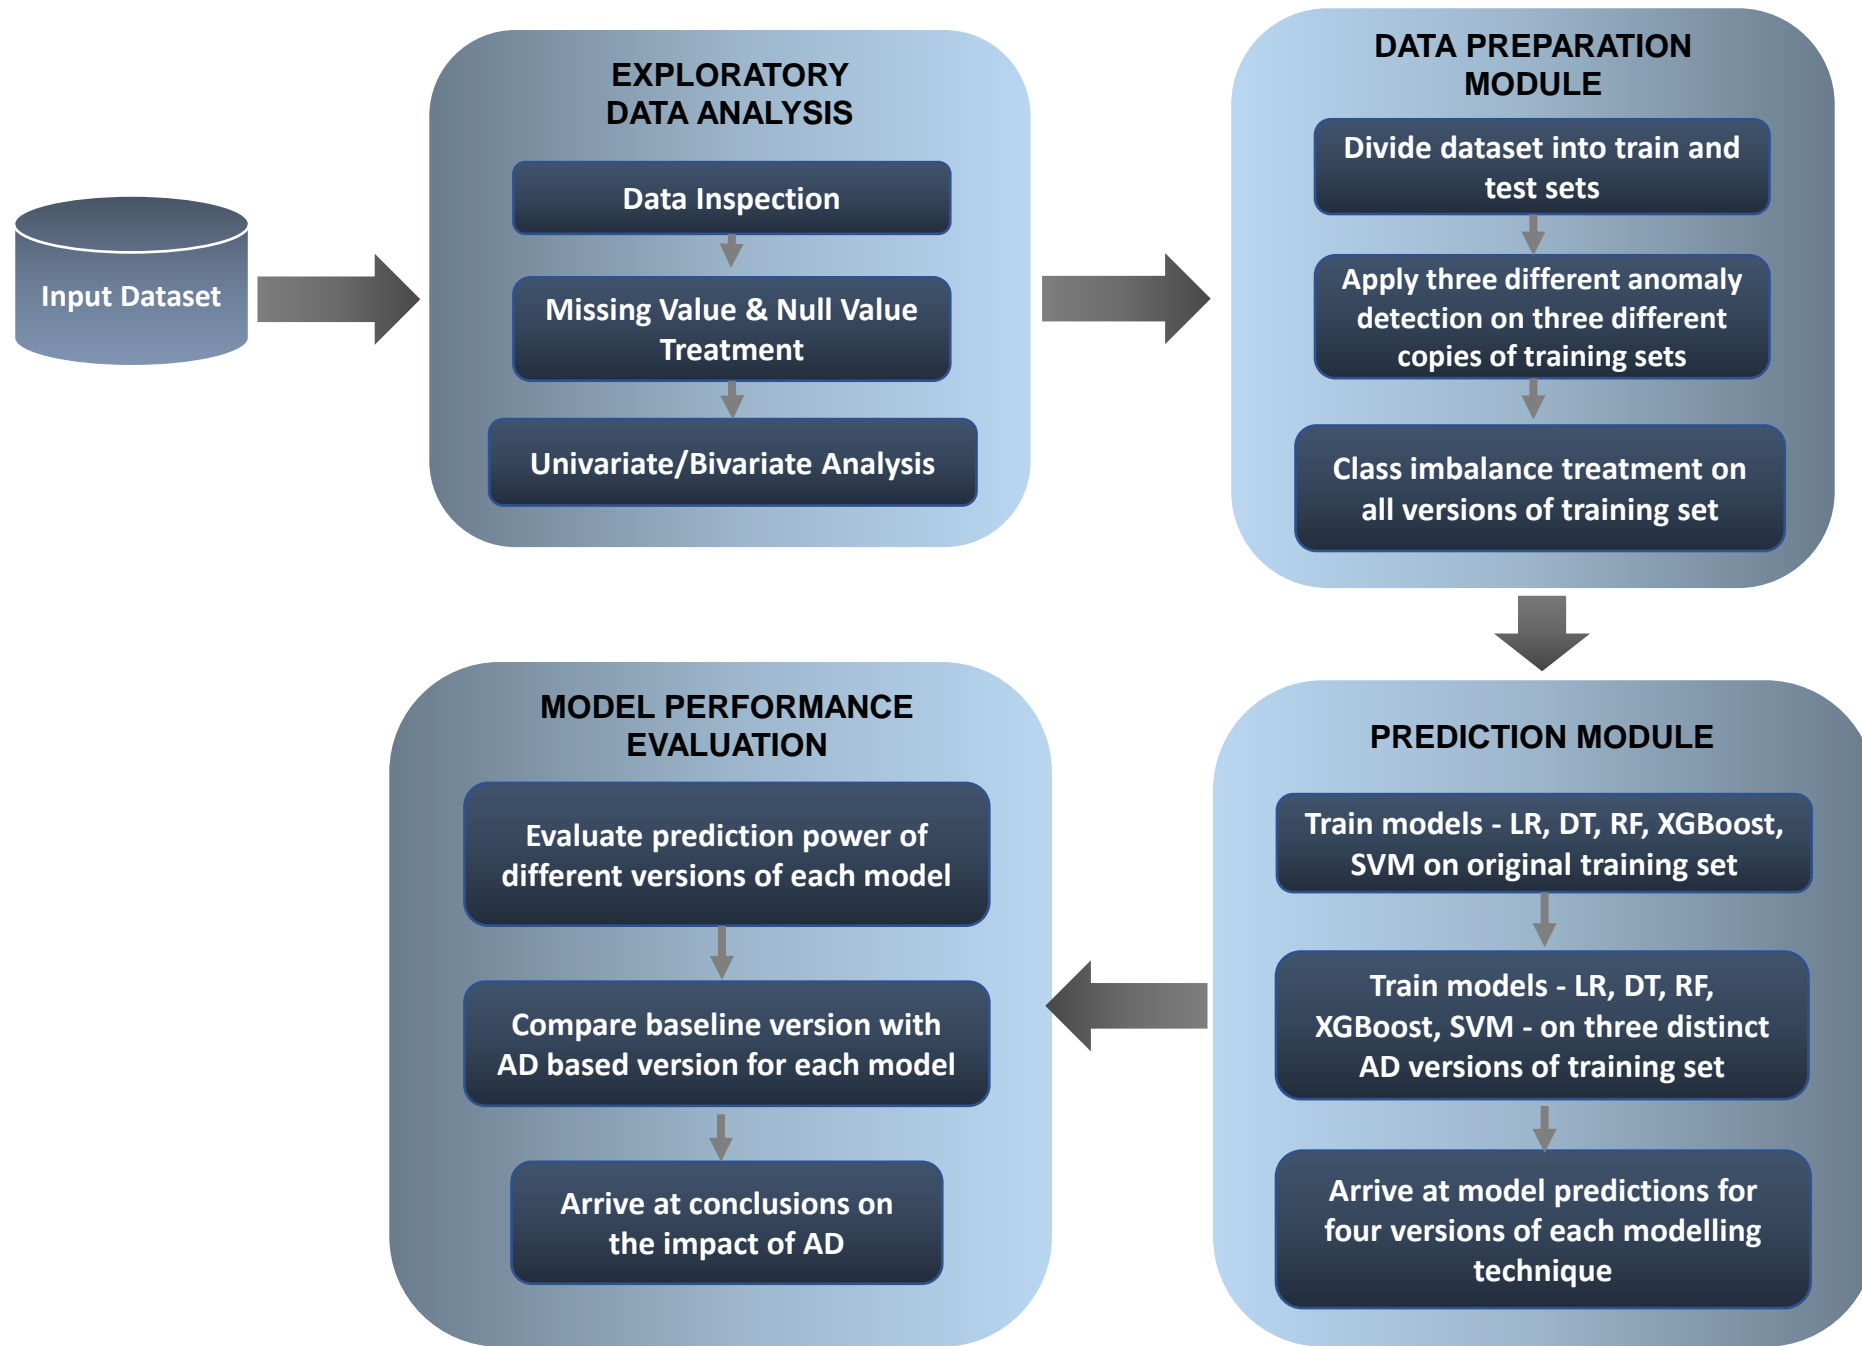 Input Dataset
EXPLORATORY
DATA ANALYSIS
Data Inspection
Missing Value & Null Value
Treatment
Univariate/Bivariate Analysis
DATA PREPARATION
MODULE
Divide dataset into train and
test sets
Apply three different anomaly
detection on three different
copies of training sets
Class imbalance treatment on
all versions of training set
PREDICTION MODULE
Train models - LR, DT, RF, XGBoost,
SVM on original training set
Train models - LR, DT, RF,
XGBoost, SVM - on three distinct
AD versions of training set
Arrive at model predictions for
four versions of each modelling
technique
MODEL PERFORMANCE
EVALUATION
Evaluate prediction power of
different versions of each model
Compare baseline version with
AD based version for each model
Arrive at conclusions on
the impact of AD